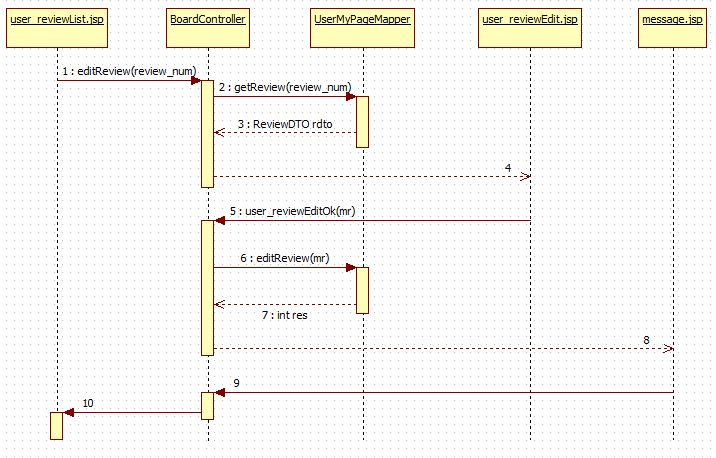 user_reviewList.jsp
BoardController
UserMyPageMapper
user_reviewEdit.jsp
message.jsp
1 : editReview(review_num)
2 : getReview(review_num)
3 : ReviewDTO rdto
4
5 : user_reviewEditOk(mr)
6 : editReview(mr)
7 : int res
8
9
10